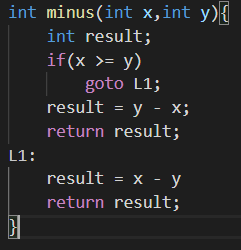 int minus(int x,int y){
    int result;
    if(x >= y)
        goto L1;
    result = y - x;
    return result;
L1:
    result = x - y
    return result;
}